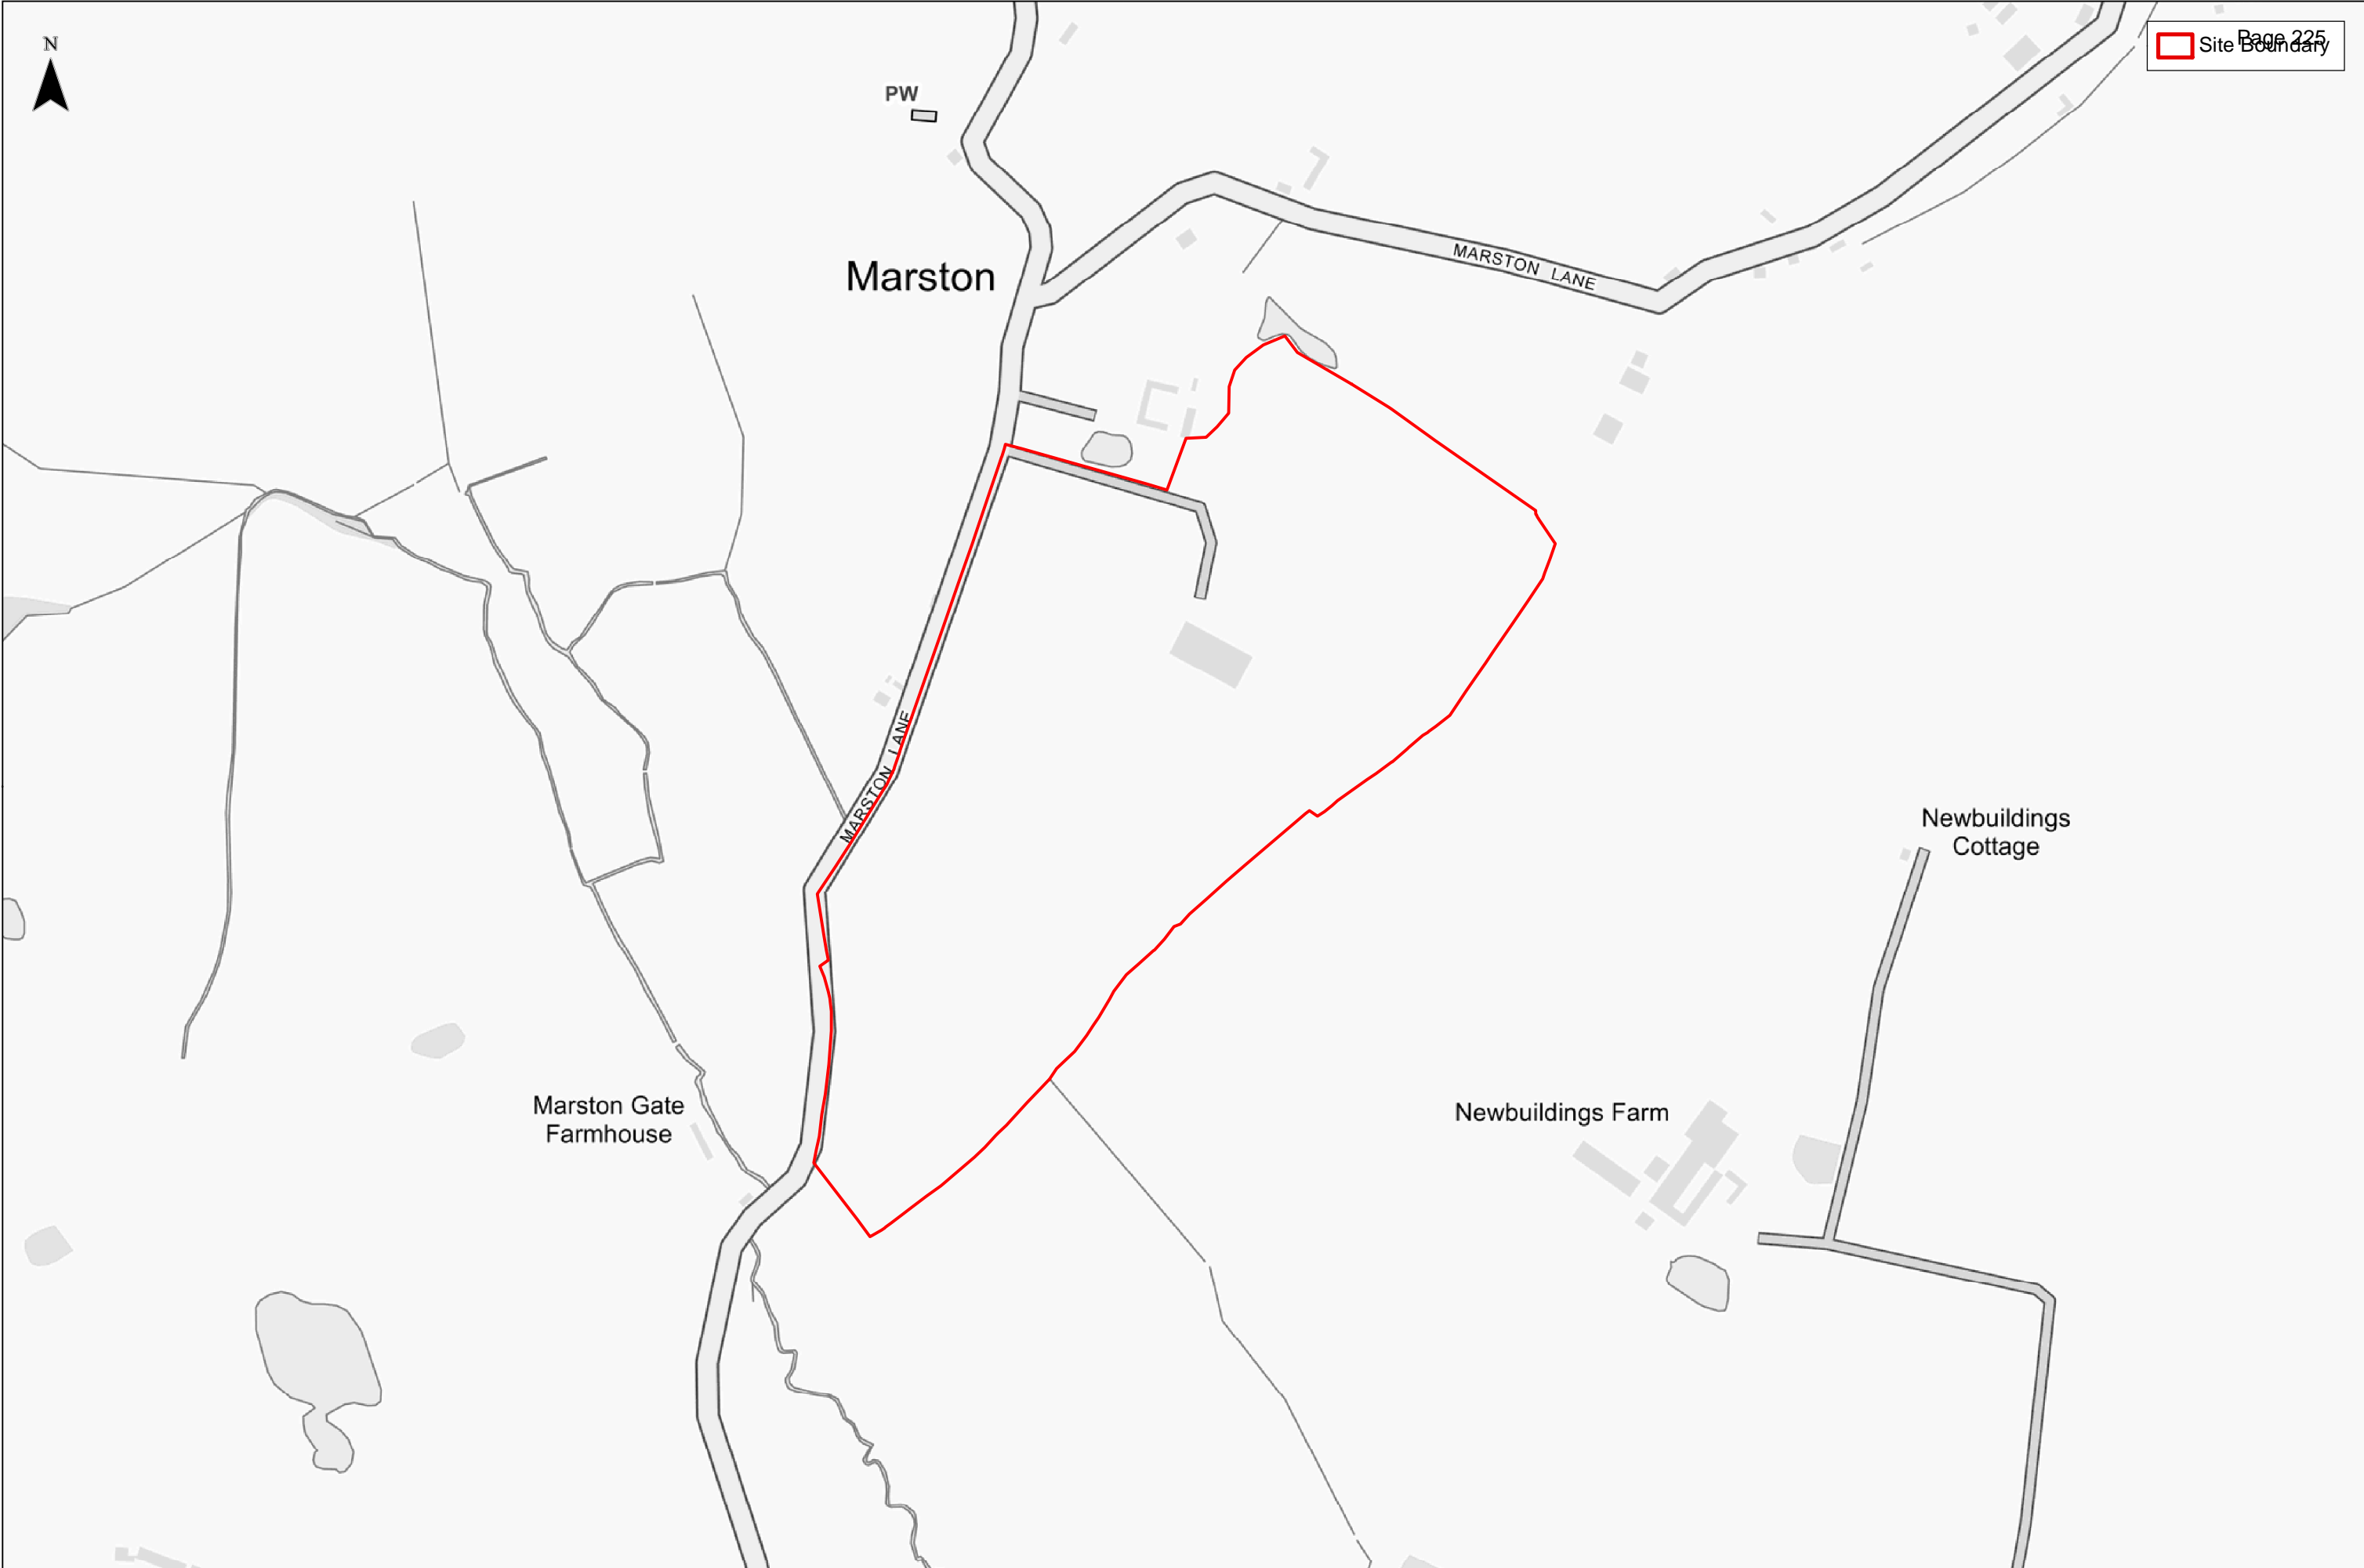 N
Page 225
Site Boundary
PW
Marston
MARSTON LANE
MARSTON LANE
Newbuildings
Cottage
Marston Gate
Farmhouse
Newbuildings Farm